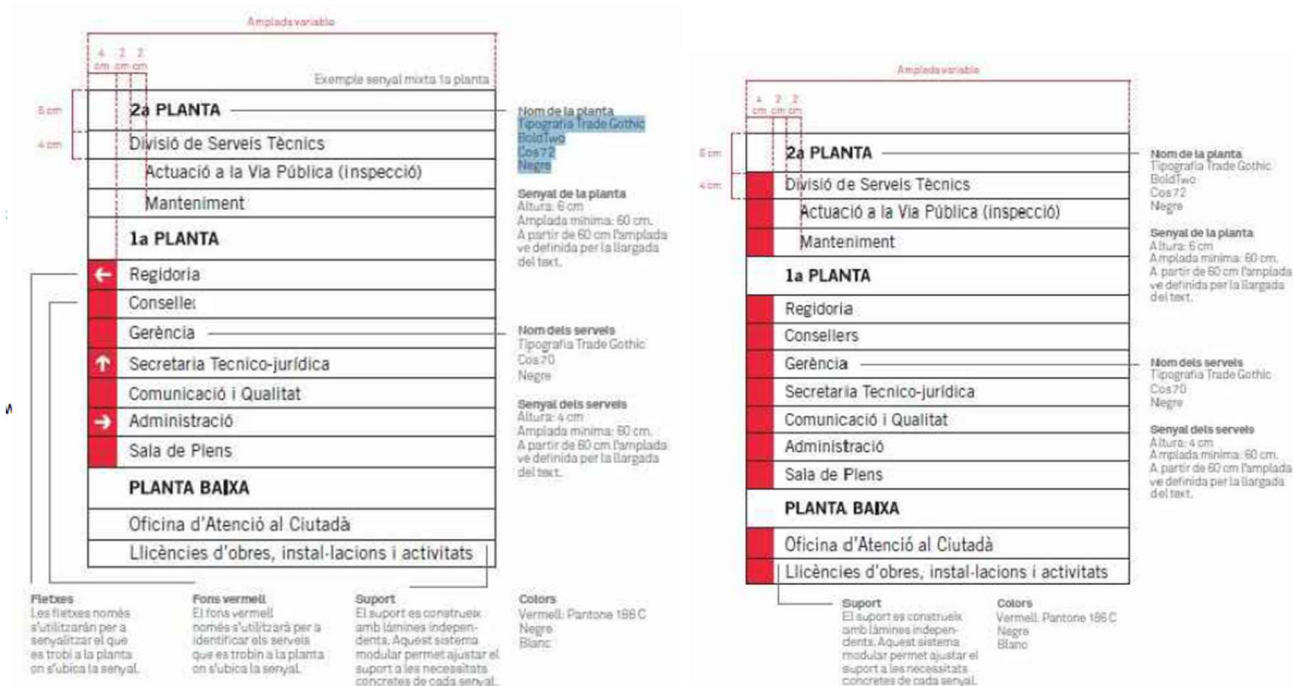 Amplada variable
4 2 2
cm cm cm
Exemple senyal mixta 1a planta
6 cm
2a PLANTA
4 cm
Divisió de Serveis Tècnics
Actuació a la Via Pública (inspecció)
Manteniment
1a PLANTA
Regidoria
Conseller
Gerència
Secretaria Tecnico-jurídica
Comunicació i Qualitat
Administració
Sala de Plens
PLANTA BAIXA
Oficina d'Atenció al Ciutadà
Llicències d'obres, instal·lacions i activitats
Nom de la planta
Tipografia Trade Gothic
BoldTwo
Cos 72
Negre
Senyal de la planta
Altura: 6 cm
Amplada mínima: 60 cm.
A partir de 60 cm l'amplada
ve definida per la llargada
del text.
Nom dels serveis
Tipografia Trade Gothic
Cos 70
Negre
Senyal dels serveis
Altura: 4 cm
Amplada mínima: 60 cm.
A partir de 60 cm l'amplada
ve definida per la llargada
del text.
Fletxes
Les fletxes només
s'utilitzaràn per a
senyalitzar el que
es trobi a la planta
on s'ubica la senyal.
Fons vermell
El fons vermell
només s'utilitzarà per a
identificar els serveis
que es trobin a la planta
on s'ubica la senyal.
Suport
El suport es construeix
amb làmines indepen-
dents. Aquest sistema
modular permet ajustar el
suport a les necessitats
concretes de cada senyal.
Colors
Vermell: Pantone 186 C
Negre
Blanc
Amplada variable
4 2 2
cm cm cm
6 cm
2a PLANTA
4 cm
Divisió de Serveis Tècnics
Actuació a la Via Pública (inspecció)
Manteniment
1a PLANTA
Regidoria
Consellers
Gerència
Secretaria Tecnico-jurídica
Comunicació i Qualitat
Administració
Sala de Plens
PLANTA BAIXA
Oficina d'Atenció al Ciutadà
Llicències d'obres, instal·lacions i activitats
Nom de la planta
Tipografia Trade Gothic
BoldTwo
Cos 72
Negre
Senyal de la planta
Altura: 6 cm
Amplada mínima: 60 cm.
A partir de 60 cm l'amplada
ve definida per la llargada
del text.
Nom dels serveis
Tipografia Trade Gothic
Cos 70
Negre
Senyal dels serveis
Altura: 4 cm
Amplada mínima: 60 cm.
A partir de 60 cm l'amplada
ve definida per la llargada
del text.
Suport
El suport es construeix
amb làmines indepen-
dents. Aquest sistema
modular permet ajustar el
suport a les necessitats
concretes de cada senyal.
Colors
Vermell: Pantone 186 C
Negre
Blanc